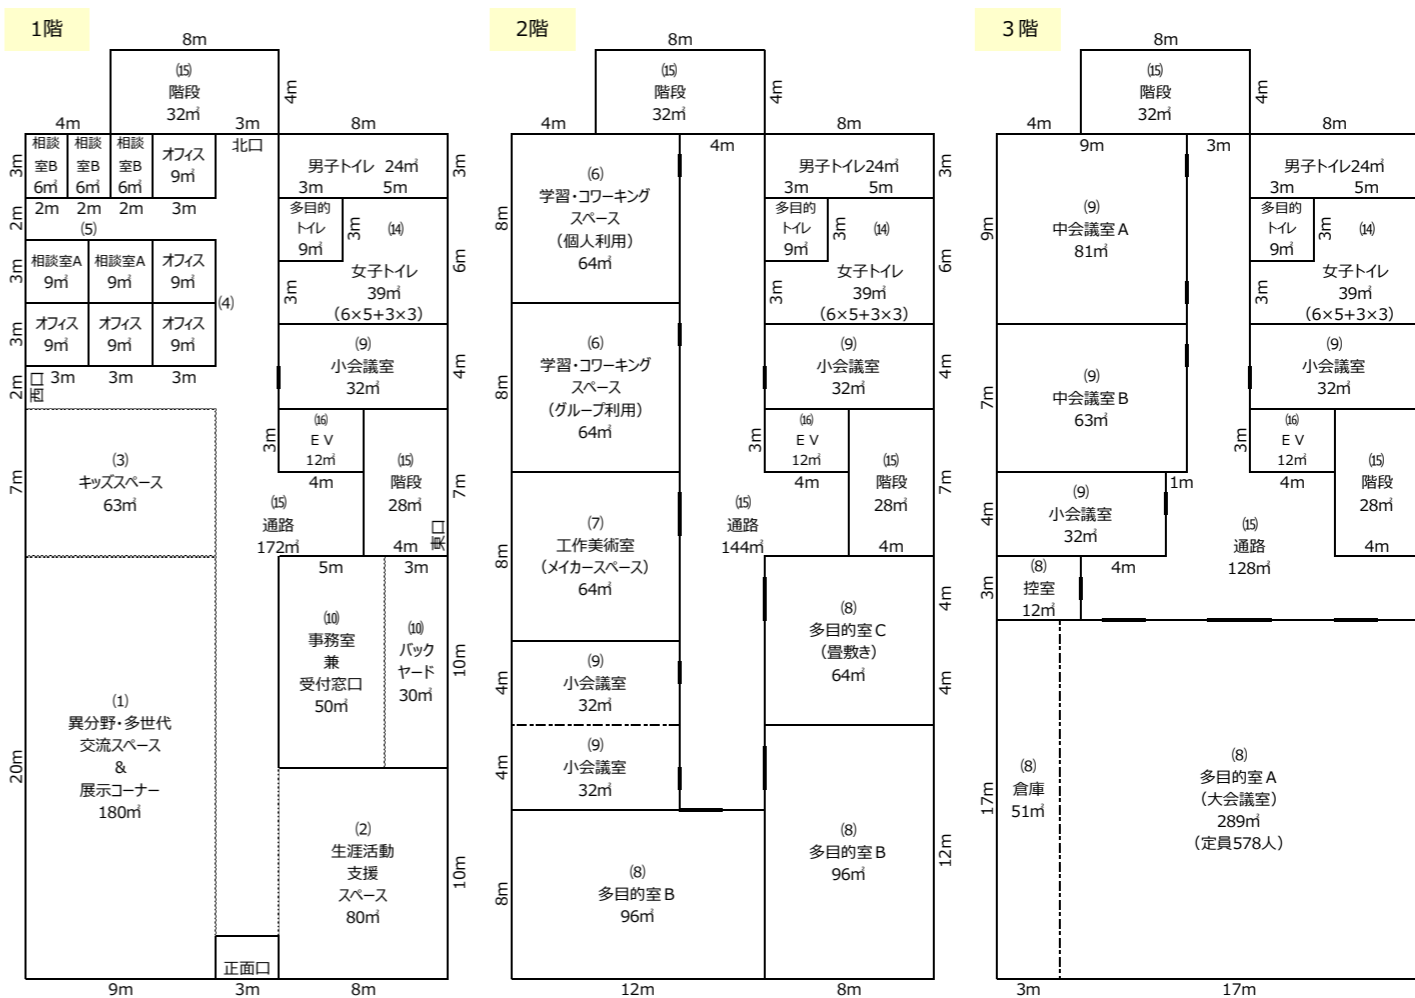 1階
8m
⒂
階段
32㎡
4m
4m
3m
8m
相談
室B
6㎡
相談
室B
6㎡
相談
室B
6㎡
オフィス
9㎡
北口
3m
男子トイレ 24㎡
3m
3m
5m
2m
2m
2m
3m
2m
⑸
多目的
トイレ
9㎡
3m
⒁
女子トイレ
39㎡
(6×5+3×3)
3m
6m
3m
相談室A
9㎡
相談室A
9㎡
オフィス
9㎡
⑷
3m
オフィス
9㎡
オフィス
9㎡
オフィス
9㎡
3m
3m
3m
⑼
小会議室
32㎡
4m
2m
西口
⑶
キッズスペース
63㎡
7m
3m
⒃
ＥＶ
12㎡
4m
⒂
階段
28㎡
7m
4m
東口
⒂
通路
172㎡
5m
3m
⑽
事務室
兼
受付窓口
50㎡
⑽
バック
ヤード
30㎡
10m
⑴
異分野・多世代
交流スペース
&
展示コーナー
180㎡
20m
⑵
生涯活動
支援
スペース
80㎡
10m
正面口
9m
3m
8m
2階
8m
⒂
階段
32㎡
4m
4m
4m
8m
⑹
学習・コワーキング
スペース
(個人利用)
64㎡
8m
男子トイレ24㎡
3m
3m
5m
多目的
トイレ
9㎡
3m
⒁
女子トイレ
39㎡
(6×5+3×3)
3m
6m
⑹
学習・コワーキング
スペース
(グループ利用)
64㎡
8m
⑼
小会議室
32㎡
4m
3m
⒃
ＥＶ
12㎡
4m
⒂
階段
28㎡
7m
4m
⑺
工作美術室
(メイカースペース)
64㎡
8m
⒂
通路
144㎡
⑻
多目的室Ｃ
(畳敷き)
64㎡
4m
4m
⑼
小会議室
32㎡
4m
⑼
小会議室
32㎡
4m
⑻
多目的室Ｂ
96㎡
8m
⑻
多目的室Ｂ
96㎡
12m
12m
8m
３階
8m
⒂
階段
32㎡
4m
4m
8m
9m
3m
⑼
中会議室Ａ
81㎡
9m
男子トイレ24㎡
3m
5m
多目的
トイレ
9㎡
3m
⒁
女子トイレ
39㎡
(6×5+3×3)
3m
⑼
中会議室Ｂ
63㎡
7m
⑼
小会議室
32㎡
3m
⒃
ＥＶ
12㎡
4m
⒂
階段
28㎡
4m
1m
⑼
小会議室
32㎡
4m
4m
⒂
通路
128㎡
⑻
控室
12㎡
3m
⑻
倉庫
51㎡
17m
⑻
多目的室Ａ
(大会議室)
289㎡
(定員578人)
3m
17m